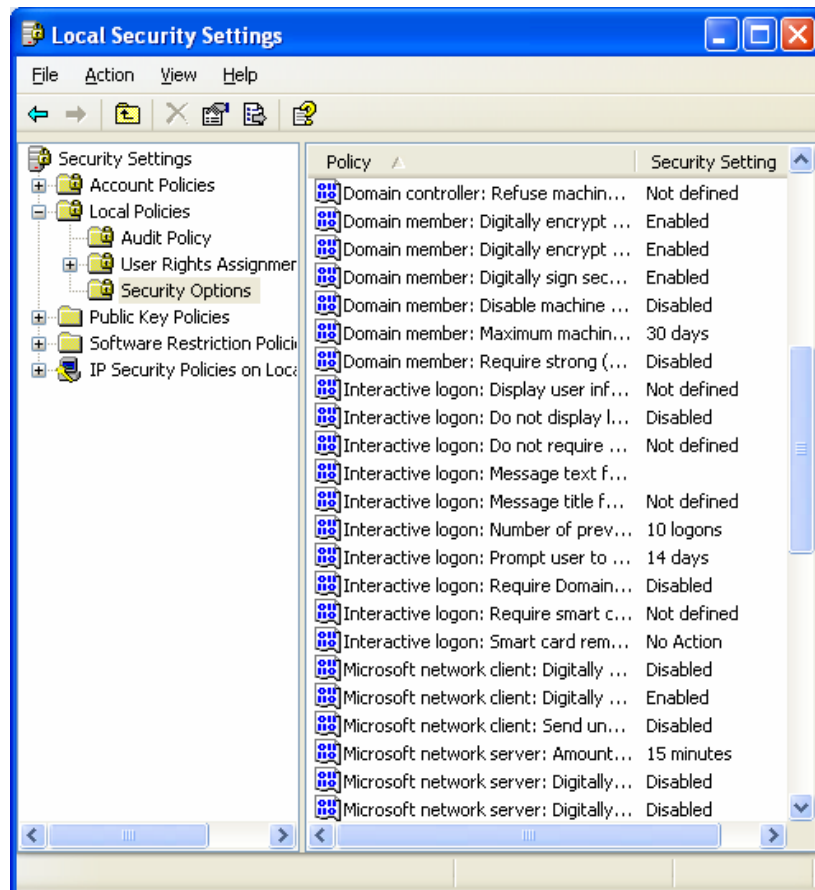 Local Security Settings
File Action View Help
Security Settings
Account Policies
Local Policies
Audit Policy
User Rights Assignmer
Security Options
Public Key Policies
Software Restriction Polici
IP Security Policies on Loca
Policy Security Setting
Domain controller: Refuse machin... Not defined
Domain member: Digitally encrypt ... Enabled
Domain member: Digitally encrypt ... Enabled
Domain member: Digitally sign sec... Enabled
Domain member: Disable machine ... Disabled
Domain member: Maximum machin... 30 days
Domain member: Require strong (... Disabled
Interactive logon: Display user inf... Not defined
Interactive logon: Do not display l... Disabled
Interactive logon: Do not require ... Not defined
Interactive logon: Message text f...
Interactive logon: Message title f... Not defined
Interactive logon: Number of prev... 10 logons
Interactive logon: Prompt user to ... 14 days
Interactive logon: Require Domain... Disabled
Interactive logon: Require smart c... Not defined
Interactive logon: Smart card rem... No Action
Microsoft network client: Digitally ... Disabled
Microsoft network client: Digitally ... Enabled
Microsoft network client: Send un... Disabled
Microsoft network server: Amount... 15 minutes
Microsoft network server: Digitally... Disabled
Microsoft network server: Digitally... Disabled